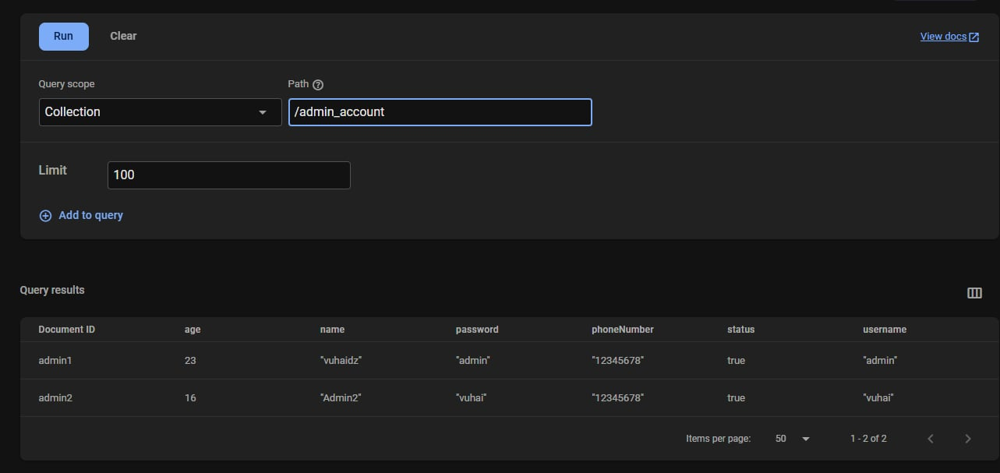 Run Clear View docs
Query scope Path
Collection /admin_account
Limit 100
Add to query
Query results
Document ID age name password phoneNumber status username
admin1 23 "vuhaidz" "admin" "12345678" true "admin"
admin2 16 "Admin2" "vuhai" "12345678" true "vuhai"
Items per page: 50 1 - 2 of 2